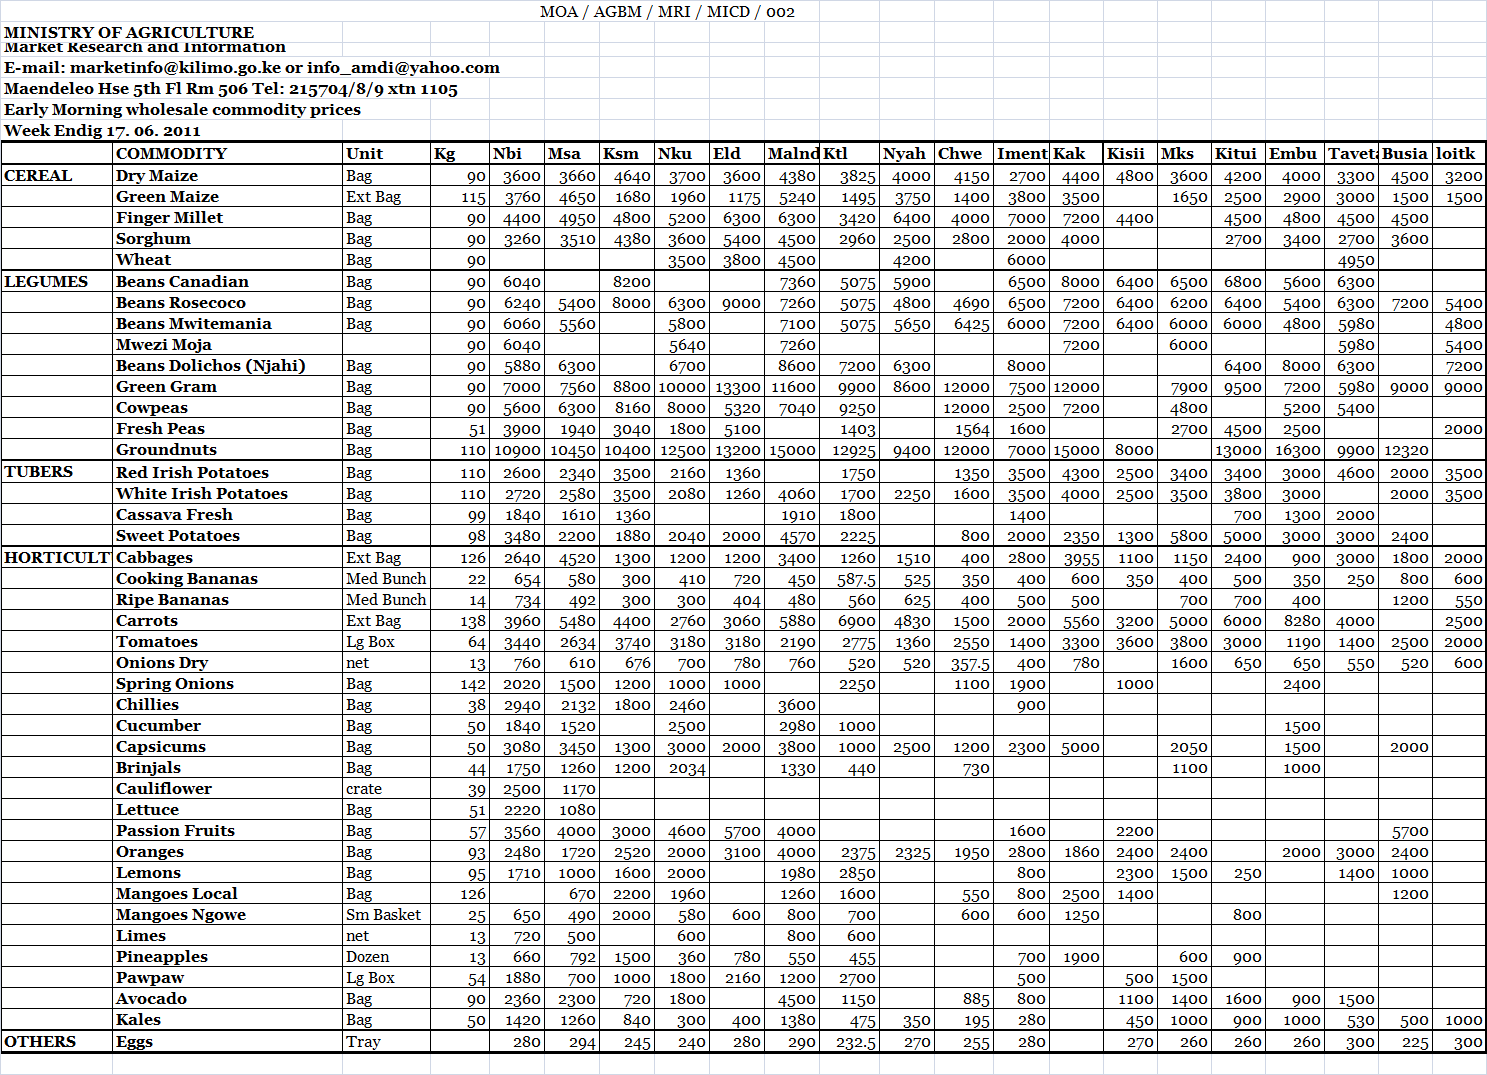 MOA / AGBM / MRI / MICD / 002
MINISTRY OF AGRICULTURE
Market Research and Information
E-mail: marketinfo@kilimo.go.ke or info_amdi@yahoo.com
Maendeleo Hse 5th Fl Rm 506 Tel: 215704/8/9 xtn 1105
Early Morning wholesale commodity prices
Week Endig 17. 06. 2011
COMMODITY Unit Kg Nbi Msa Ksm Nku Eld Malnd Ktl Nyah Chwe Iment Kak Kisii Mks Kitui Embu Taveta Busia loitk
CEREAL Dry Maize Bag 90 3600 3660 4640 3700 3600 4380 3825 4000 4150 2700 4400 4800 3600 4200 4000 3300 4500 3200
Green Maize Ext Bag 115 3760 4650 1680 1960 1175 5240 1495 3750 1400 3800 3500 1650 2500 2900 3000 1500 1500
Finger Millet Bag 90 4400 4950 4800 5200 6300 6300 3420 6400 4000 7000 7200 4400 4500 4800 4500 4500
Sorghum Bag 90 3260 3510 4380 3600 5400 4500 2960 2500 2800 2000 4000 2700 3400 2700 3600
Wheat Bag 90 3500 3800 4500 4200 6000 4950
LEGUMES Beans Canadian Bag 90 6040 8200 7360 5075 5900 6500 8000 6400 6500 6800 5600 6300
Beans Rosecoco Bag 90 6240 5400 8000 6300 9000 7260 5075 4800 4690 6500 7200 6400 6200 6400 5400 6300 7200 5400
Beans Mwitemania Bag 90 6060 5560 5800 7100 5075 5650 6425 6000 7200 6400 6000 6000 4800 5980 4800
Mwezi Moja 90 6040 5640 7260 7200 6000 5980 5400
Beans Dolichos (Njahi) Bag 90 5880 6300 6700 8600 7200 6300 8000 6400 8000 6300 7200
Green Gram Bag 90 7000 7560 8800 10000 13300 11600 9900 8600 12000 7500 12000 7900 9500 7200 5980 9000 9000
Cowpeas Bag 90 5600 6300 8160 8000 5320 7040 9250 12000 2500 7200 4800 5200 5400
Fresh Peas Bag 51 3900 1940 3040 1800 5100 1403 1564 1600 2700 4500 2500 2000
Groundnuts Bag 110 10900 10450 10400 12500 13200 15000 12925 9400 12000 7000 15000 8000 13000 16300 9900 12320
TUBERS Red Irish Potatoes Bag 110 2600 2340 3500 2160 1360 1750 1350 3500 4300 2500 3400 3400 3000 4600 2000 3500
White Irish Potatoes Bag 110 2720 2580 3500 2080 1260 4060 1700 2250 1600 3500 4000 2500 3500 3800 3000 2000 3500
Cassava Fresh Bag 99 1840 1610 1360 1910 1800 1400 700 1300 2000
Sweet Potatoes Bag 98 3480 2200 1880 2040 2000 4570 2225 800 2000 2350 1300 5800 5000 3000 3000 2400
HORTICULT Cabbages Ext Bag 126 2640 4520 1300 1200 1200 3400 1260 1510 400 2800 3955 1100 1150 2400 900 3000 1800 2000
Cooking Bananas Med Bunch 22 654 580 300 410 720 450 587.5 525 350 400 600 350 400 500 350 250 800 600
Ripe Bananas Med Bunch 14 734 492 300 300 404 480 560 625 400 500 500 700 700 400 1200 550
Carrots Ext Bag 138 3960 5480 4400 2760 3060 5880 6900 4830 1500 2000 5560 3200 5000 6000 8280 4000 2500
Tomatoes Lg Box 64 3440 2634 3740 3180 3180 2190 2775 1360 2550 1400 3300 3600 3800 3000 1190 1400 2500 2000
Onions Dry net 13 760 610 676 700 780 760 520 520 357.5 400 780 1600 650 650 550 520 600
Spring Onions Bag 142 2020 1500 1200 1000 1000 2250 1100 1900 1000 2400
Chillies Bag 38 2940 2132 1800 2460 3600 900
Cucumber Bag 50 1840 1520 2500 2980 1000 1500
Capsicums Bag 50 3080 3450 1300 3000 2000 3800 1000 2500 1200 2300 5000 2050 1500 2000
Brinjals Bag 44 1750 1260 1200 2034 1330 440 730 1100 1000
Cauliflower crate 39 2500 1170
Lettuce Bag 51 2220 1080
Passion Fruits Bag 57 3560 4000 3000 4600 5700 4000 1600 2200 5700
Oranges Bag 93 2480 1720 2520 2000 3100 4000 2375 2325 1950 2800 1860 2400 2400 2000 3000 2400
Lemons Bag 95 1710 1000 1600 2000 1980 2850 800 2300 1500 250 1400 1000
Mangoes Local Bag 126 670 2200 1960 1260 1600 550 800 2500 1400 1200
Mangoes Ngowe Sm Basket 25 650 490 2000 580 600 800 700 600 600 1250 800
Limes net 13 720 500 600 800 600
Pineapples Dozen 13 660 792 1500 360 780 550 455 700 1900 600 900
Pawpaw Lg Box 54 1880 700 1000 1800 2160 1200 2700 500 500 1500
Avocado Bag 90 2360 2300 720 1800 4500 1150 885 800 1100 1400 1600 900 1500
Kales Bag 50 1420 1260 840 300 400 1380 475 350 195 280 450 1000 900 1000 530 500 1000
OTHERS Eggs Tray 280 294 245 240 280 290 232.5 270 255 280 270 260 260 260 300 225 300